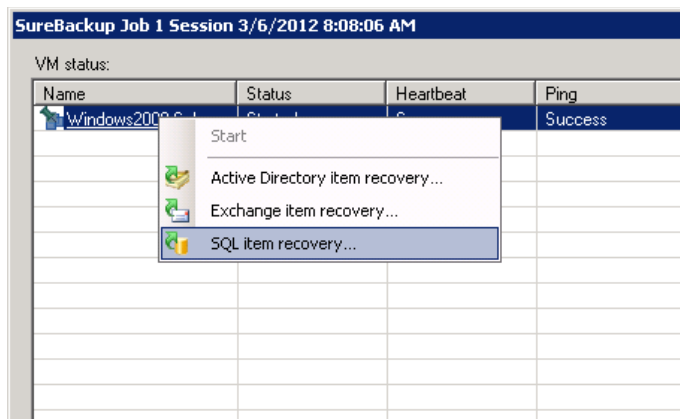 SureBackup Job 1 Session 3/6/2012 8:08:06 AM
VM status:
Name Status Heartbeat Ping
Success
Start
Active Directory item recovery...
Exchange item recovery...
SQL item recovery...